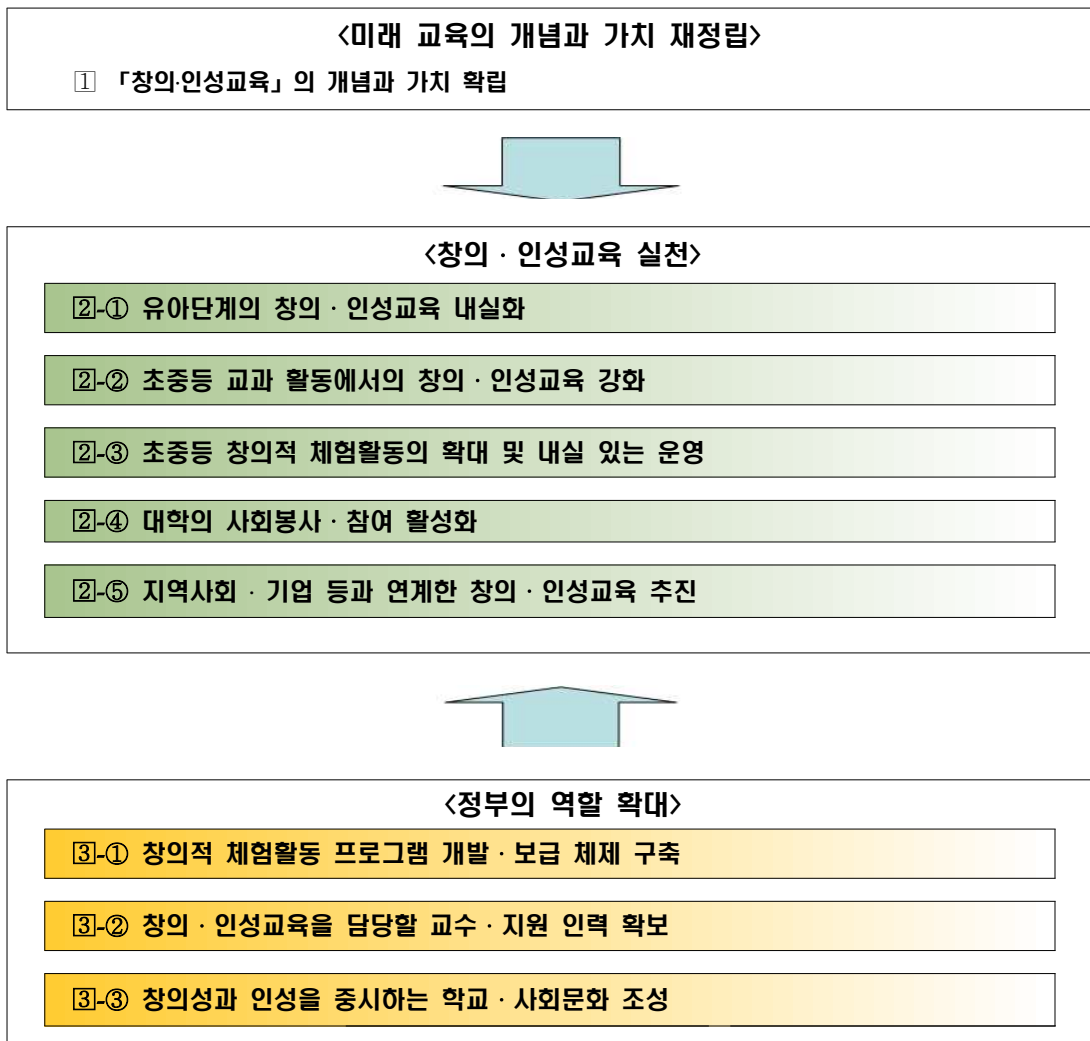 <미래 교육의 개념과 가치 재정립>
1 「창의·인성교육」의 개념과 가치 확립
<창의 · 인성교육 실천>
2-① 유아단계의 창의 · 인성교육 내실화
2-② 초중등 교과 활동에서의 창의 · 인성교육 강화
2-③ 초중등 창의적 체험활동의 확대 및 내실 있는 운영
2-④ 대학의 사회봉사 · 참여 활성화
2-⑤ 지역사회 · 기업 등과 연계한 창의 · 인성교육 추진
<정부의 역할 확대>
3-① 창의적 체험활동 프로그램 개발 · 보급 체제 구축
3-② 창의 · 인성교육을 담당할 교수 · 지원 인력 확보
3-③ 창의성과 인성을 중시하는 학교 · 사회문화 조성